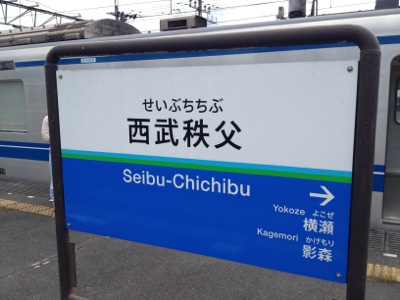 せいぶちちぶ
西武秩父
Seibu-Chichibu
→
Yokoze よこぜ
横瀬
Kagemori かげもり
影森